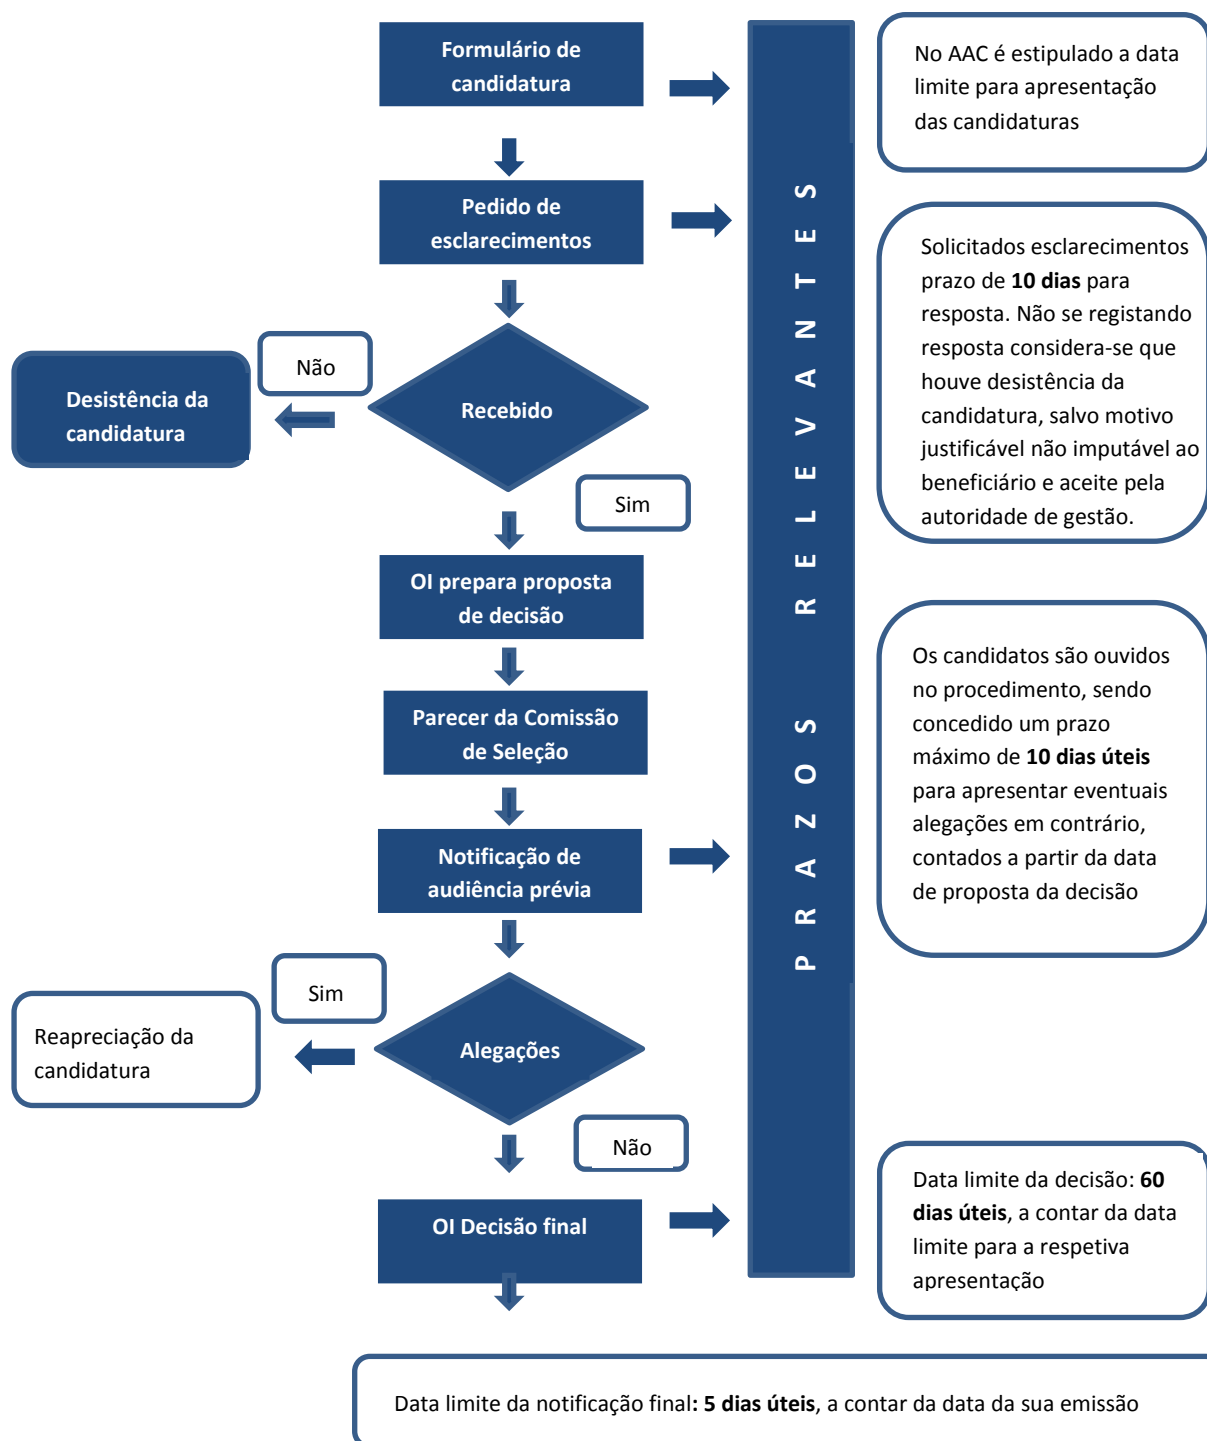 Formulário de
candidatura
No AAC é estipulado a data
limite para apresentação
das candidaturas
Pedido de
esclarecimentos
Solicitados esclarecimentos
prazo de 10 dias para
resposta. Não se registando
resposta considera-se que
houve desistência da
candidatura, salvo motivo
justificável não imputável ao
beneficiário e aceite pela
autoridade de gestão.
Recebido
Não
Desistência da
candidatura
Sim
OI prepara proposta
de decisão
Parecer da Comissão
de Seleção
Notificação de
audiência prévia
Os candidatos são ouvidos
no procedimento, sendo
concedido um prazo
máximo de 10 dias úteis
para apresentar eventuais
alegações em contrário,
contados a partir da data
de proposta da decisão
PRAZOS RELEVANTES
Alegações
Sim
Reapreciação da
candidatura
Não
OI Decisão final
Data limite da decisão: 60
dias úteis, a contar da data
limite para a respetiva
apresentação
Data limite da notificação final: 5 dias úteis, a contar da data da sua emissão